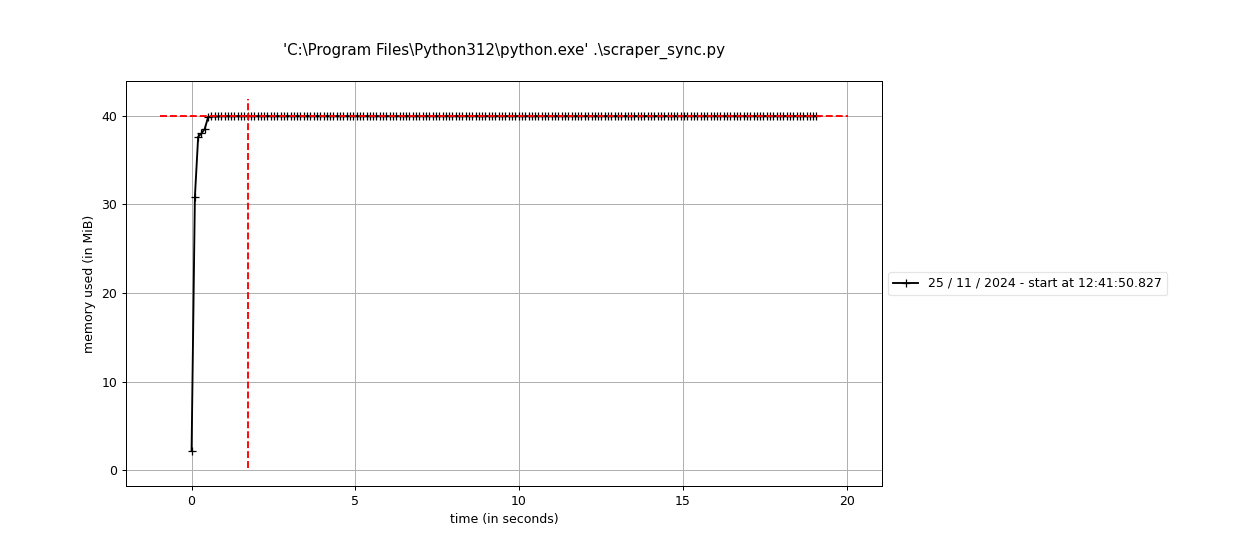 'C:\Program Files\Python312\python.exe' .\scraper_sync.py
40
30
20
10
0
memory used (in MiB)
0 5 10 15 20
time (in seconds)
25 / 11 / 2024 - start at 12:41:50.827